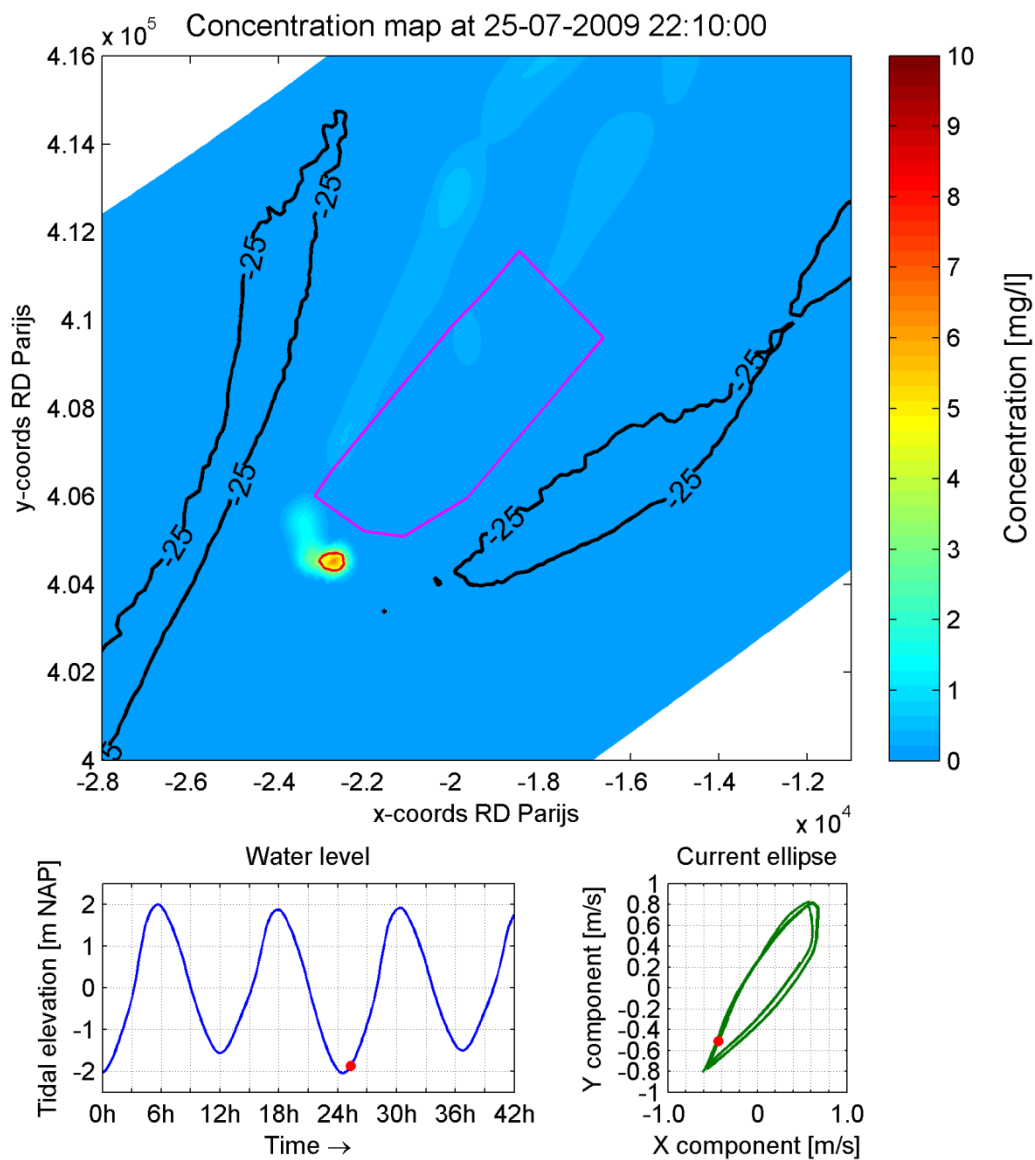 x 10⁵
Concentration map at 25-07-2009 22:10:00
4.16
4.14
4.12
4.1
4.08
4.06
4.04
4.02
4
y-coords RD Parijs
-25
-25
-25
-25
-25
5
-25
-25
-25
-2.8
-2.6
-2.4
-2.2
-2
-1.8
-1.6
-1.4
-1.2
x-coords RD Parijs
x 10⁴
10
9
8
7
6
5
4
3
2
1
0
Concentration [mg/l]
Water level
Tidal elevation [m NAP]
2
1
0
-1
-2
0h
6h
12h
18h
24h
30h
36h
42h
Time →
Current ellipse
Y component [m/s]
1
0.8
0.6
0.4
0.2
0
-0.2
-0.4
-0.6
-0.8
-1
-1.0
0
1.0
X component [m/s]